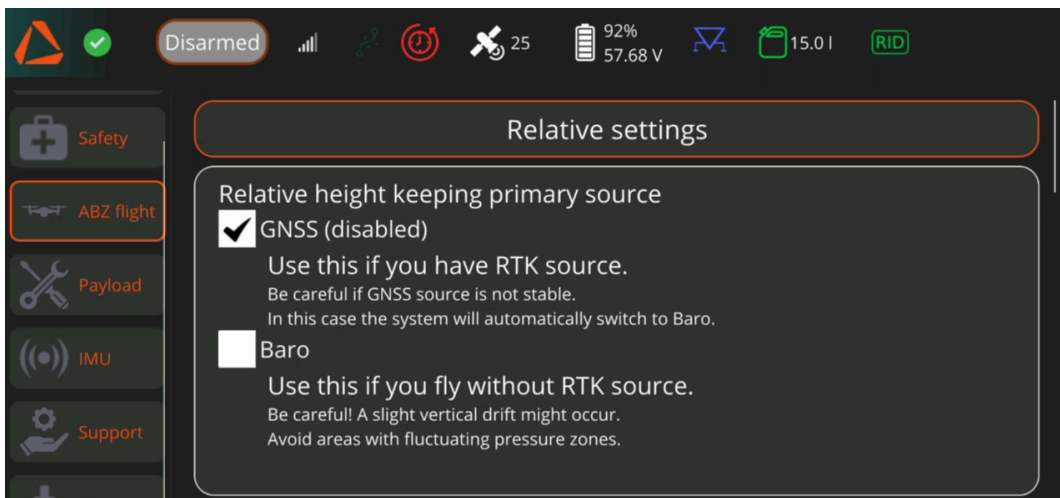 Disarmed
25
92%
57.68 V
15.0 l
RID
Safety
ABZ flight
Payload
IMU
Support
Relative settings
Relative height keeping primary source
GNSS (disabled)
Use this if you have RTK source.
Be careful if GNSS source is not stable.
In this case the system will automatically switch to Baro.
Baro
Use this if you fly without RTK source.
Be careful! A slight vertical drift might occur.
Avoid areas with fluctuating pressure zones.